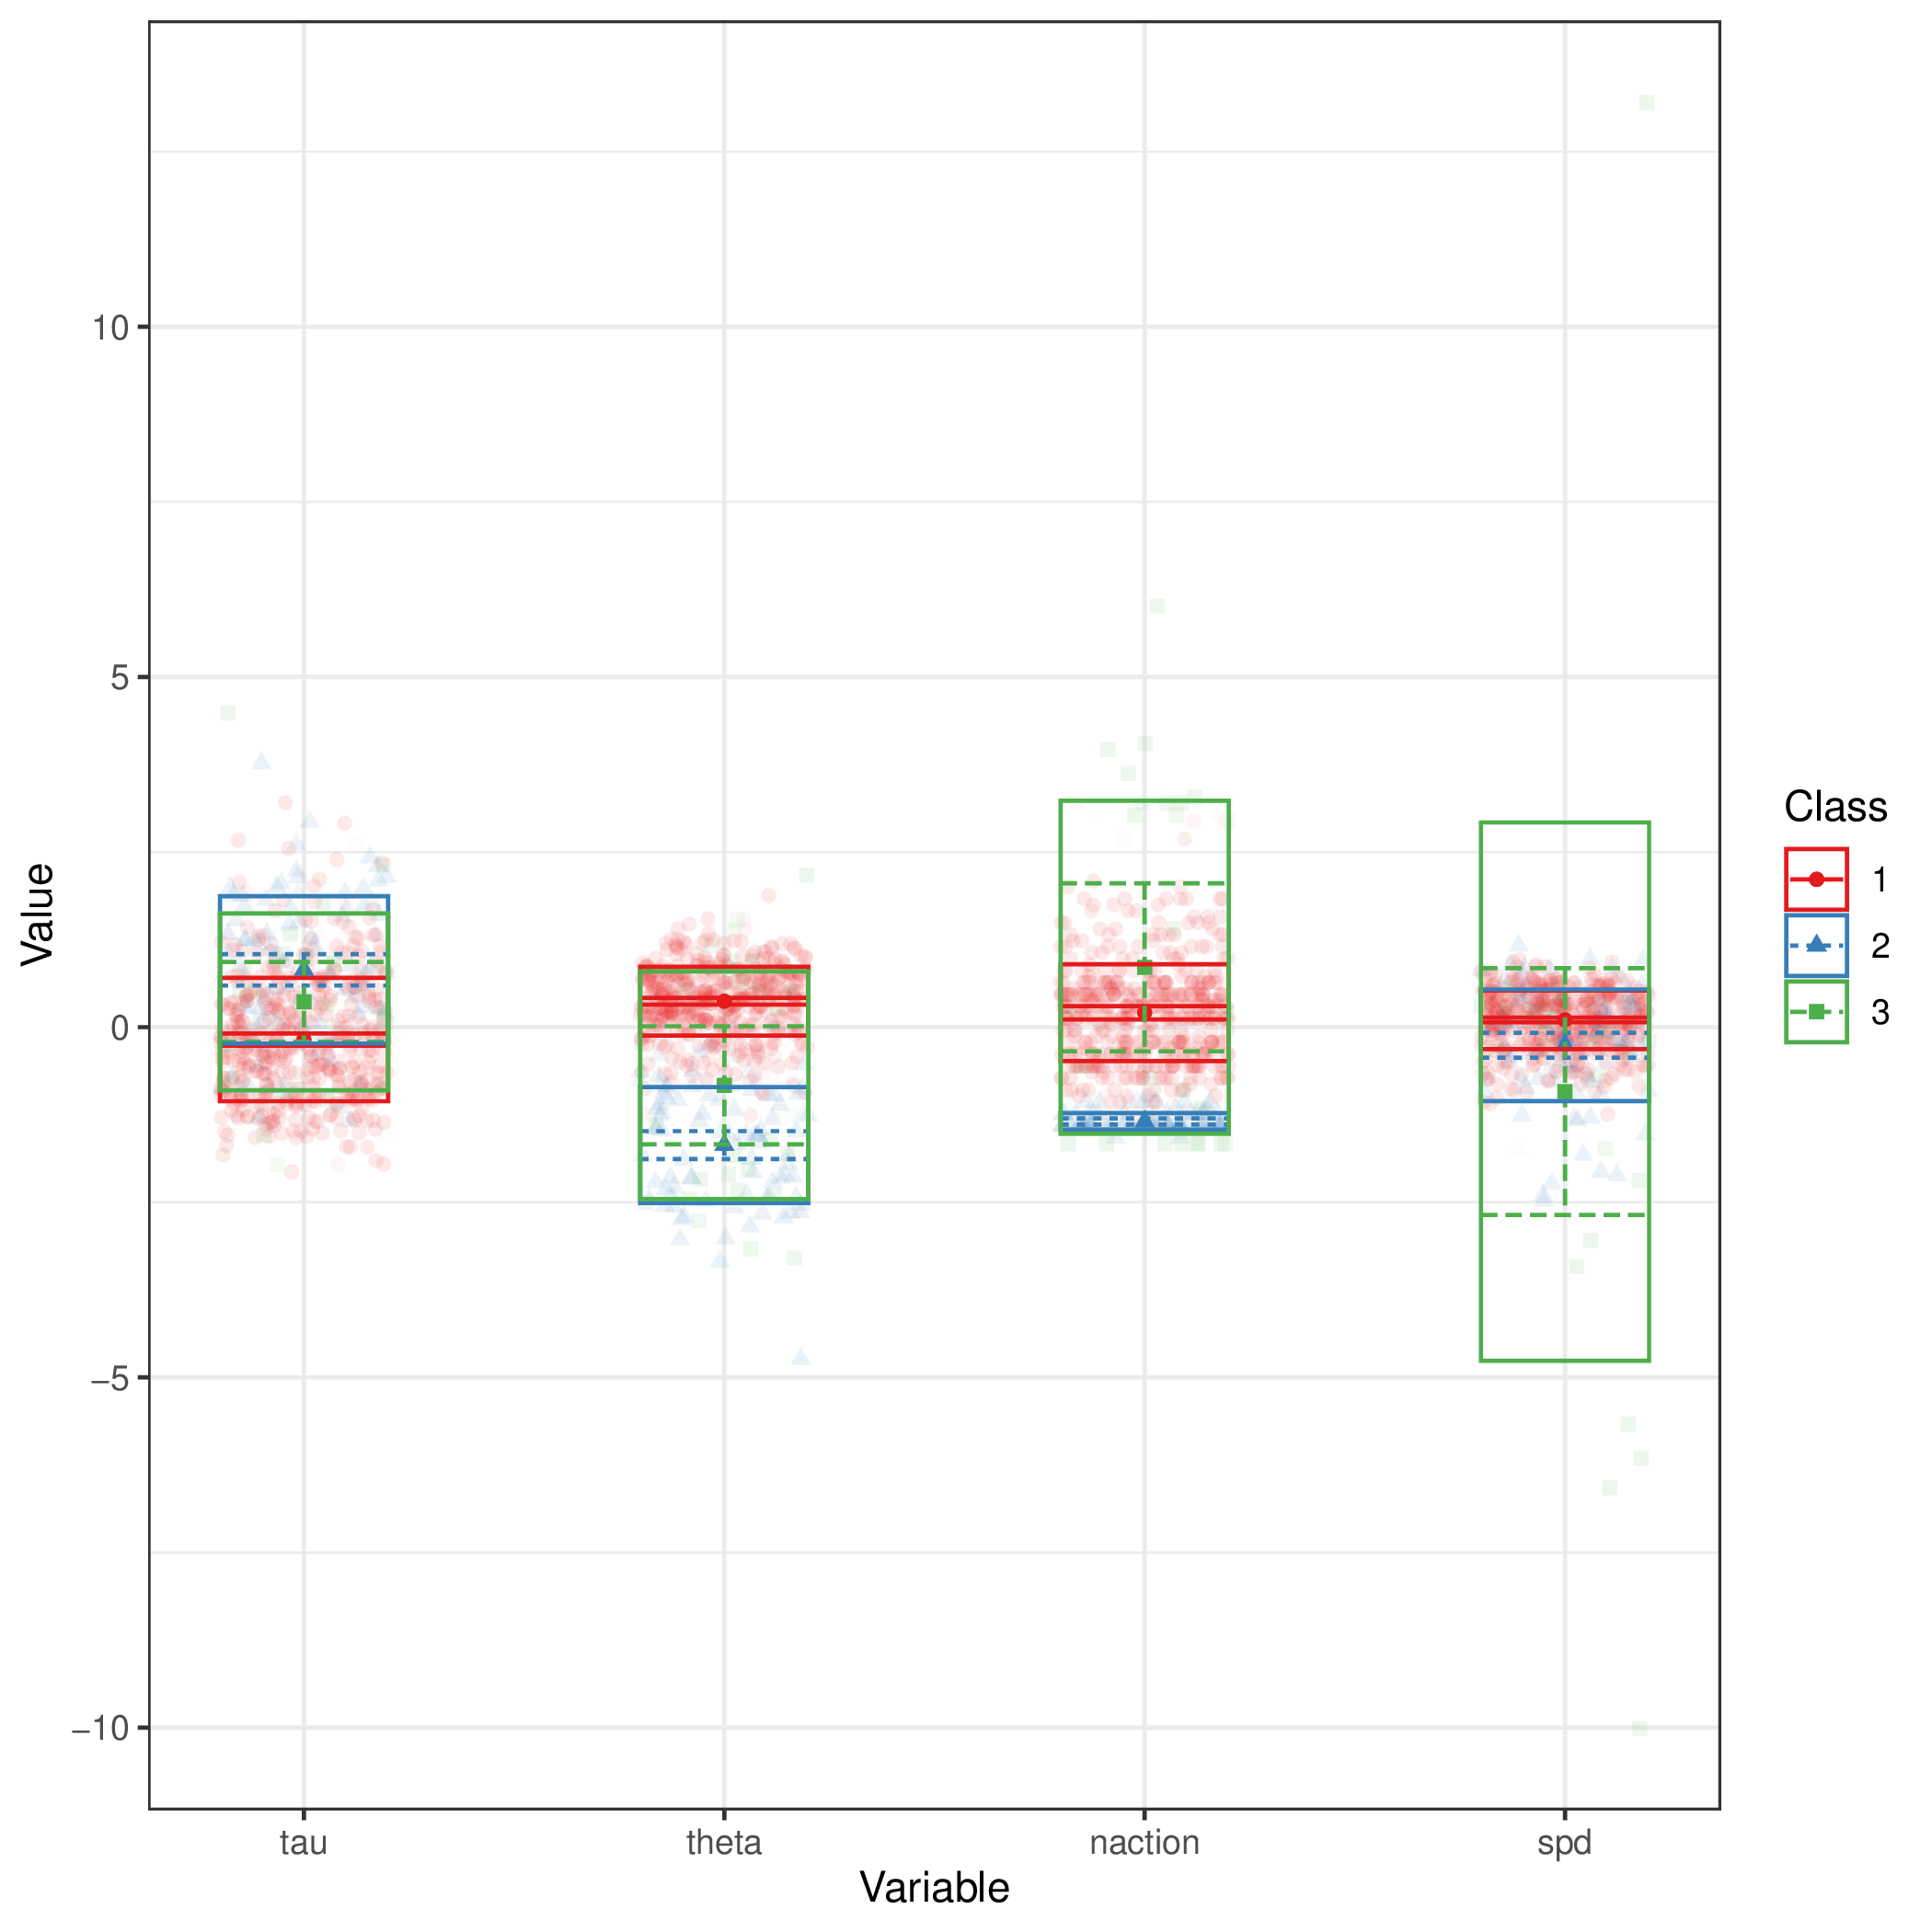 10
5
0
−5
−10
Value
tau
theta
naction
spd
Variable
Class
1
2
3